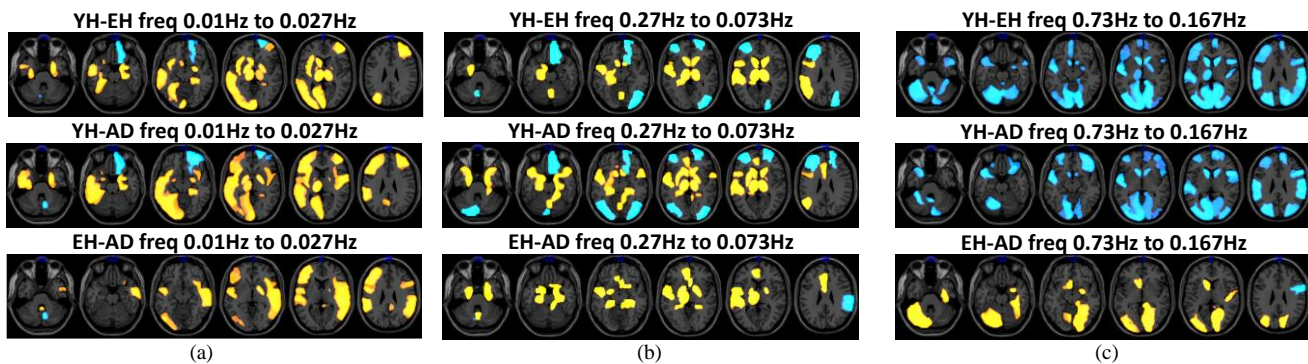 YH-EH freq 0.01Hz to 0.027Hz
YH-EH freq 0.27Hz to 0.073Hz
YH-EH freq 0.73Hz to 0.167Hz
YH-AD freq 0.01Hz to 0.027Hz
YH-AD freq 0.27Hz to 0.073Hz
YH-AD freq 0.73Hz to 0.167Hz
EH-AD freq 0.01Hz to 0.027Hz
EH-AD freq 0.27Hz to 0.073Hz
EH-AD freq 0.73Hz to 0.167Hz
(a)
(b)
(c)